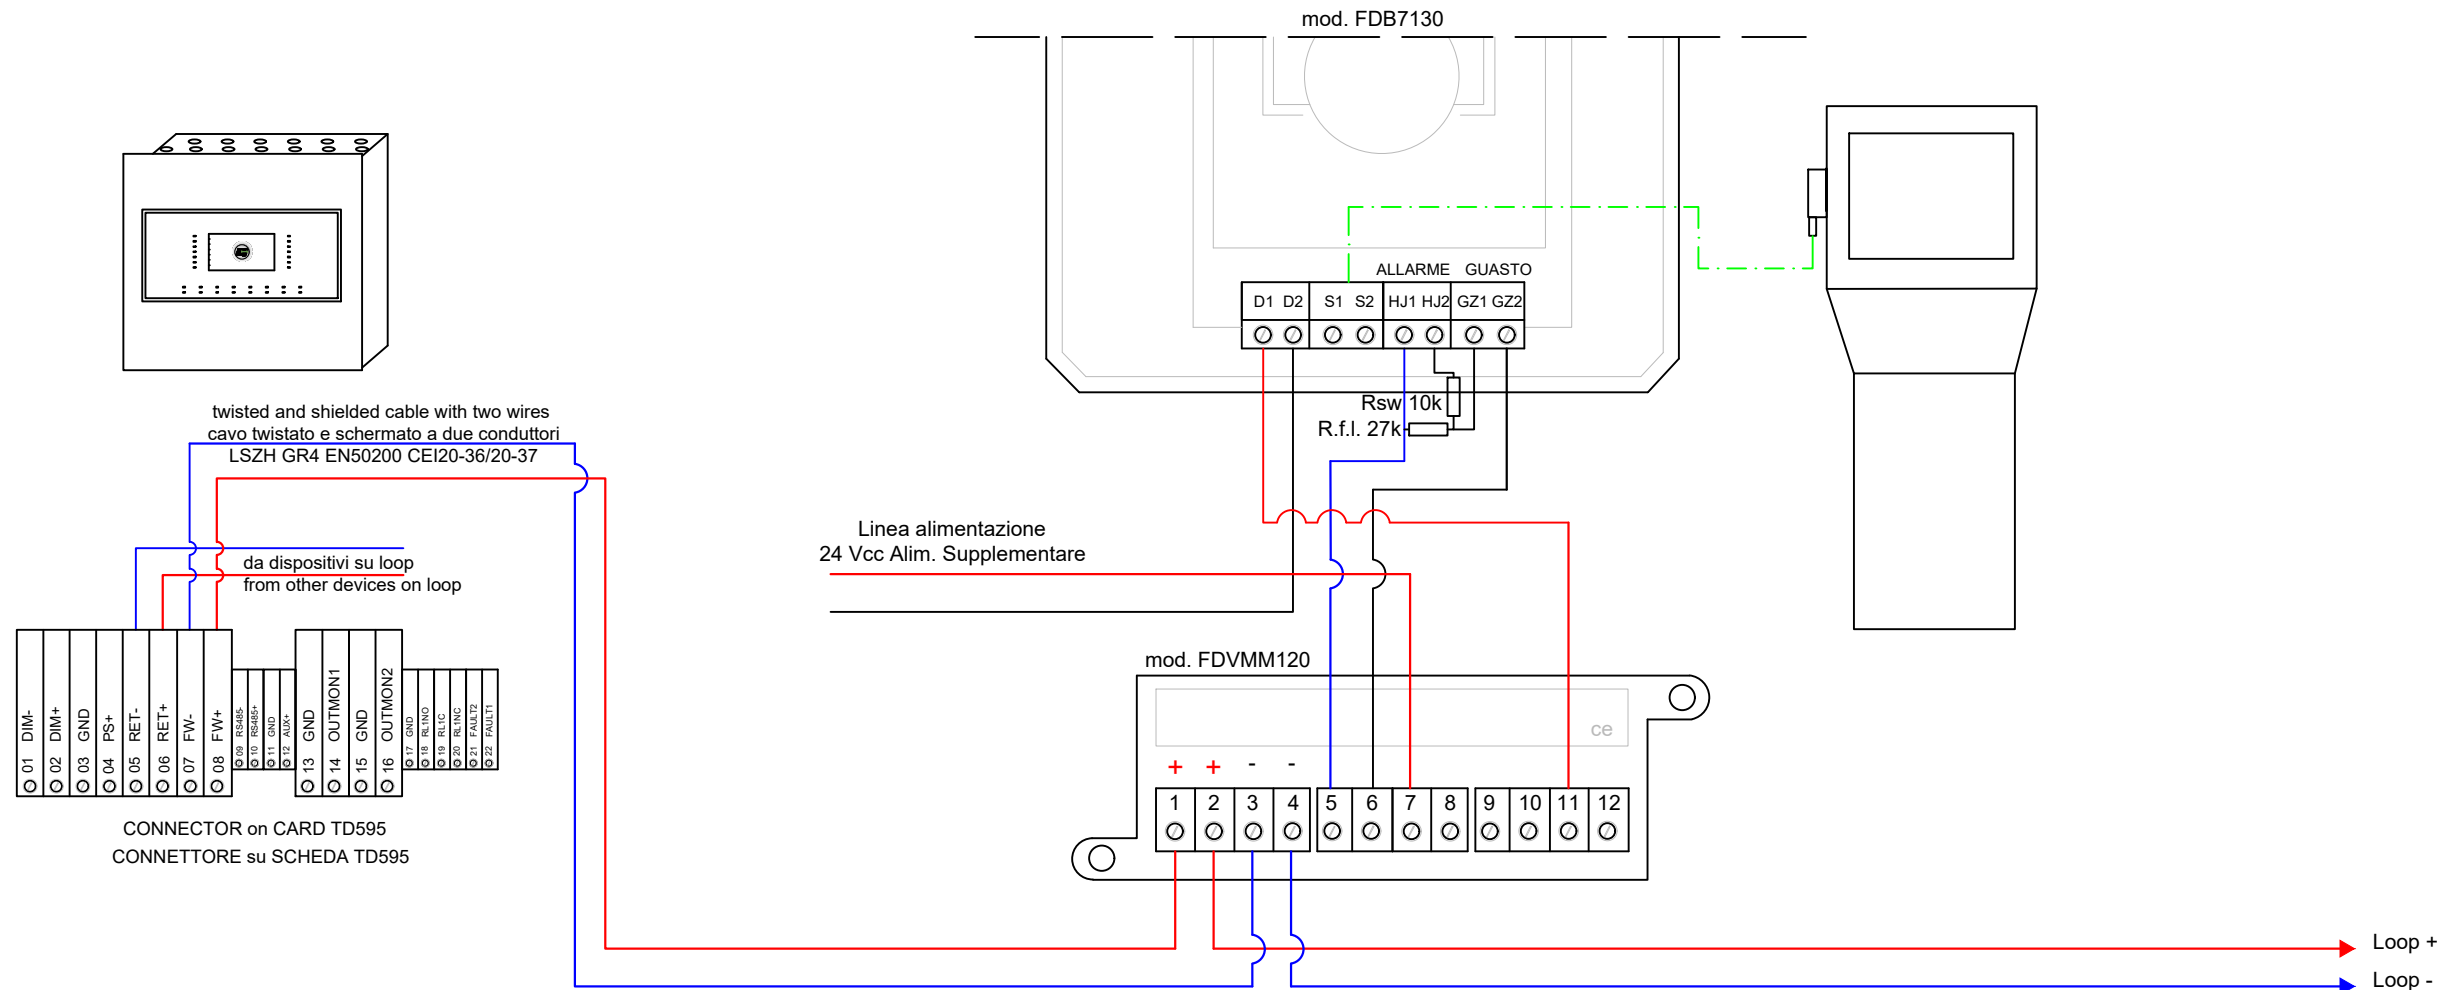 mod. FDB7130
ALLARME GUASTO
D1 D2 S1 S2 HJ1 HJ2 GZ1 GZ2
Rsw 10k
R.f.l. 27k
twisted and shielded cable with two wires
cavo twistato e schermato a due conduttori
LSZH GR4 EN50200 CEI20-36/20-37
da dispositivi su loop
from other devices on loop
Linea alimentazione
24 Vcc Alim. Supplementare
01 DIM-
02 DIM+
03 GND
04 PS+
05 RET-
06 RET+
07 FW-
08 FW+
09 RS485-
10 RS485+
11 GND
12 AUX+
13 GND
14 OUTMON1
15 GND
16 OUTMON2
17 GND
18 RL1NO
19 RL1C
20 RL1NC
21 FAULT2
22 FAULT1
CONNECTOR on CARD TD595
CONNETTORE su SCHEDA TD595
mod. FDVMM120
ce
+ + - -
1 2 3 4 5 6 7 8 9 10 11 12
Loop +
Loop -